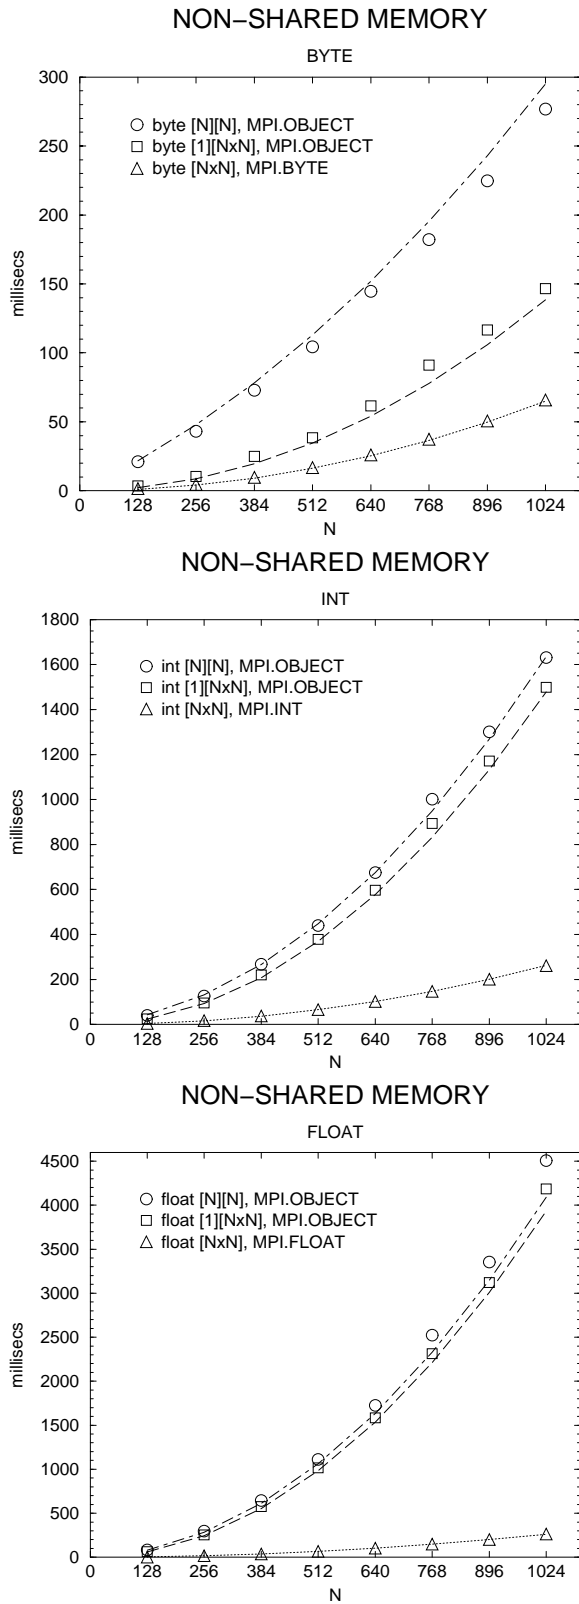 NON−SHARED MEMORY
BYTE
300
250
200
150
100
50
0
millisecs
byte [N][N], MPI.OBJECT
byte [1][NxN], MPI.OBJECT
byte [NxN], MPI.BYTE
0 128 256 384 512 640 768 896 1024
N
NON−SHARED MEMORY
INT
1800
1600
1400
1200
1000
800
600
400
200
0
millisecs
int [N][N], MPI.OBJECT
int [1][NxN], MPI.OBJECT
int [NxN], MPI.INT
0 128 256 384 512 640 768 896 1024
N
NON−SHARED MEMORY
FLOAT
4500
4000
3500
3000
2500
2000
1500
1000
500
0
millisecs
float [N][N], MPI.OBJECT
float [1][NxN], MPI.OBJECT
float [NxN], MPI.FLOAT
0 128 256 384 512 640 768 896 1024
N